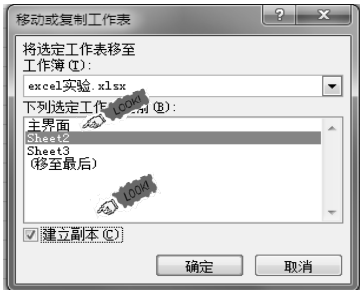 移动或复制工作表
将选定工作表移至
工作簿(T):
excel实验.xlsx
下列选定工作 前(B):
LOOK!
主界面
Sheet2
Sheet3
(移至最后)
LOOK!
建立副本(C)
确定
取消